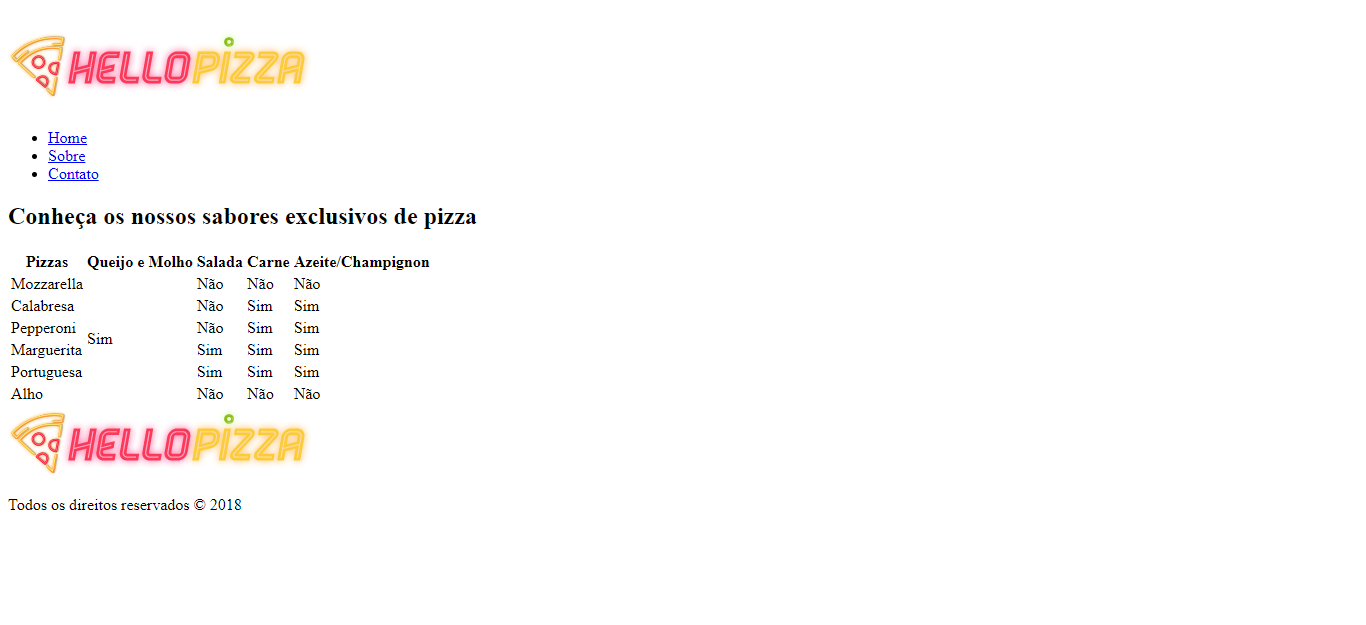 HELLOPIZZA
Home
Sobre
Contato
Conheça os nossos sabores exclusivos de pizza
Pizzas Queijo e Molho Salada Carne Azeite/Champignon
Mozzarella Não Não Não
Calabresa Não Sim Sim
Pepperoni Não Sim Sim
Sim
Marguerita Sim Sim Sim
Portuguesa Sim Sim Sim
Alho Não Não Não
HELLOPIZZA
Todos os direitos reservados © 2018